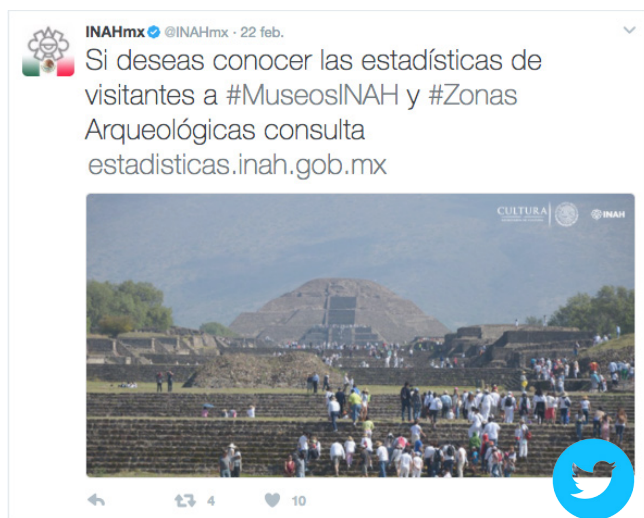 INAHmx @INAHmx · 22 feb.
Si deseas conocer las estadísticas de
visitantes a #MuseosINAH y #Zonas
Arqueológicas consulta
estadisticas.inah.gob.mx
CULTURA INAH
4 10